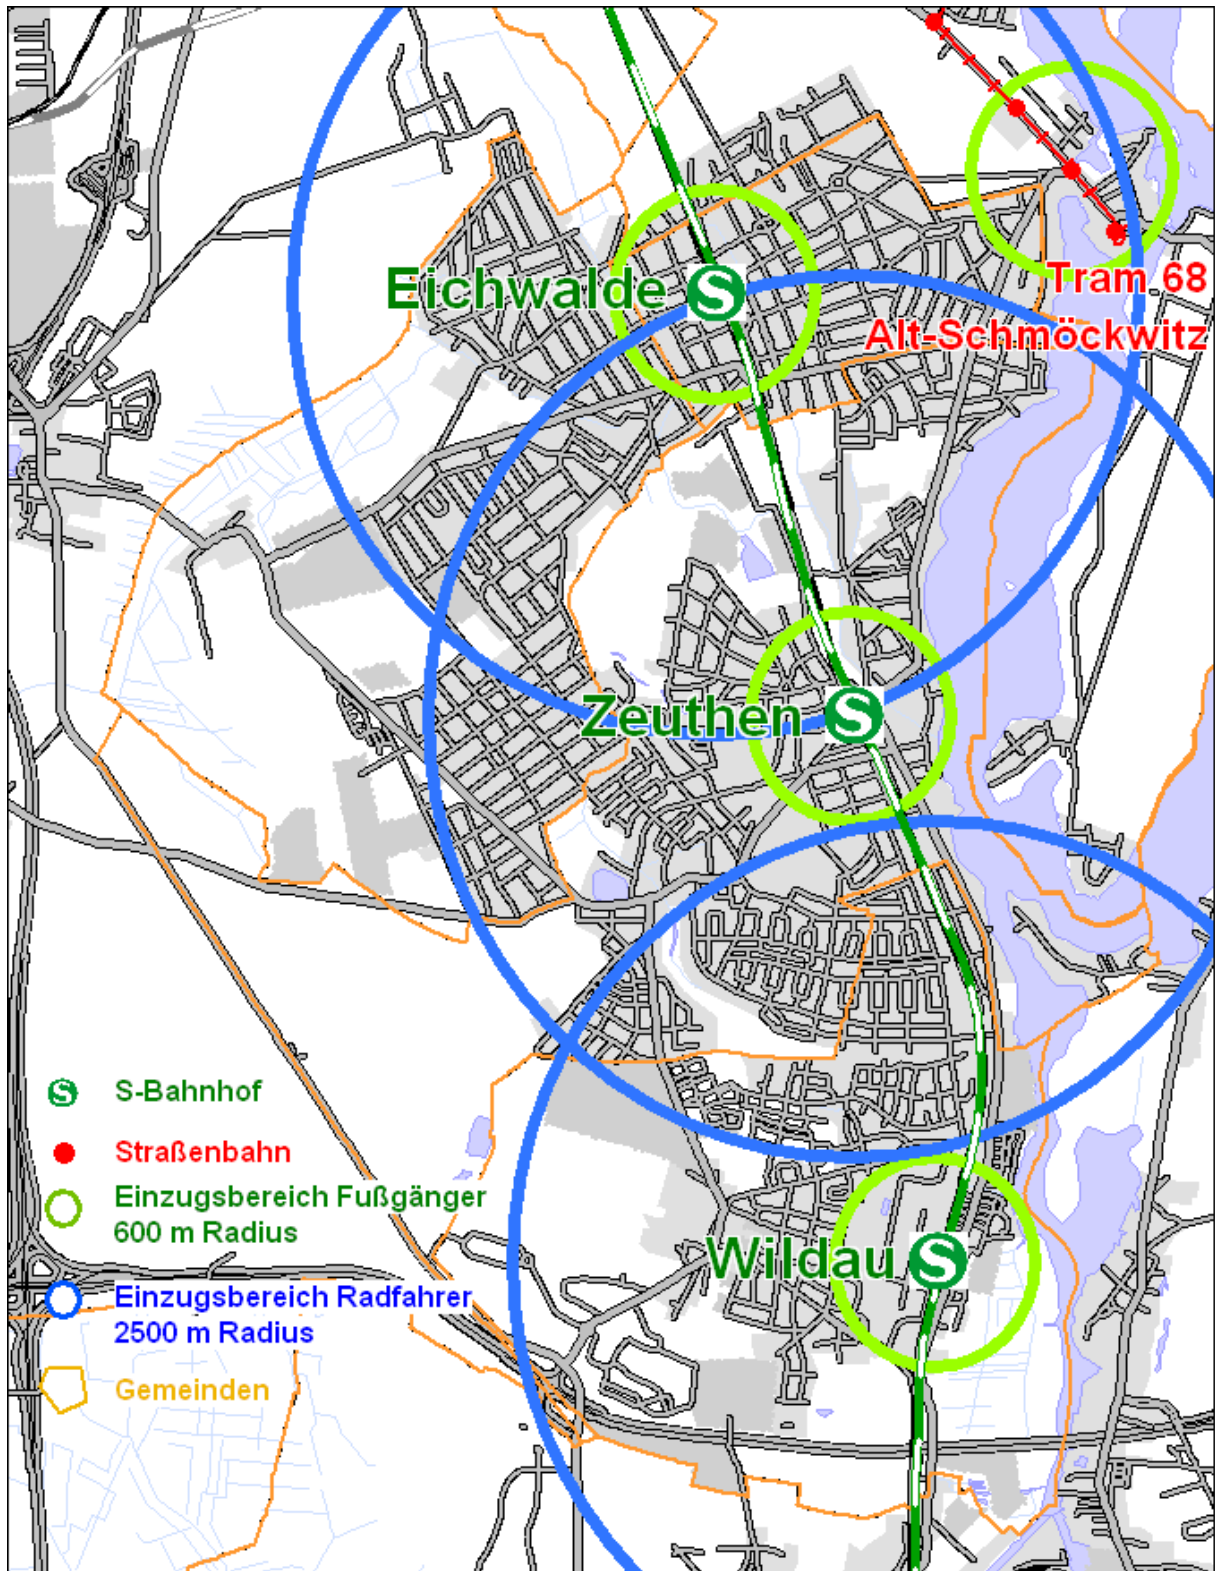 Eichwalde S
Tram 68
Alt-Schmöckwitz
Zeuthen S
Wildau S
S S-Bahnhof
Straßenbahn
Einzugsbereich Fußgänger
600 m Radius
Einzugsbereich Radfahrer
2500 m Radius
Gemeinden